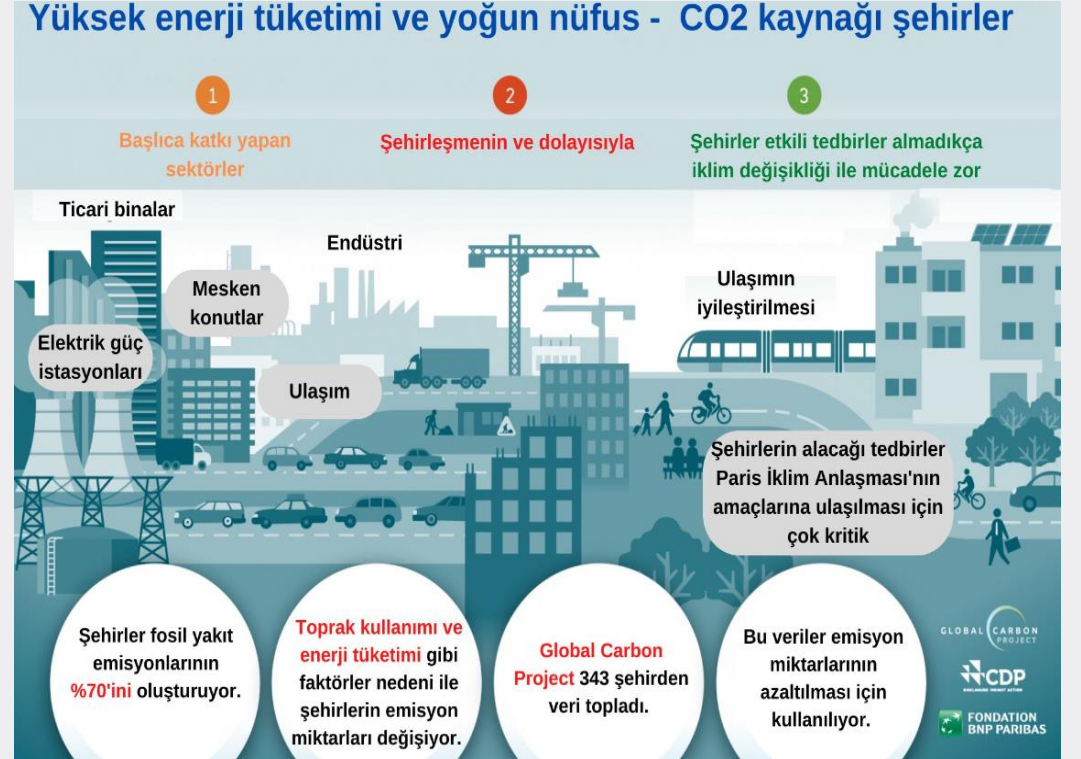 Yüksek enerji tüketimi ve yoğun nüfus - CO2 kaynağı şehirler
1
Başlıca katkı yapan
sektörler
2
Şehirleşmenin ve dolayısıyla
3
Şehirler etkili tedbirler almadıkça
iklim değişikliği ile mücadele zor
Ticari binalar
Endüstri
Mesken
konutlar
Ulaşımın
iyileştirilmesi
Elektrik güç
istasyonları
Ulaşım
Şehirlerin alacağı tedbirler
Paris İklim Anlaşması'nın
amaçlarına ulaşılması için
çok kritik
Şehirler fosil yakıt
emisyonlarının
%70'ini oluşturuyor.
Toprak kullanımı ve
enerji tüketimi gibi
faktörler nedeni ile
şehirlerin emisyon
miktarları değişiyor.
Global Carbon
Project 343 şehirden
veri topladı.
Bu veriler emisyon
miktarlarının
azaltılması için
kullanılıyor.
GLOBAL CARBON
PROJECT
CDP
DISCLOSURE INSIGHT ACTION
FONDATION
BNP PARIBAS